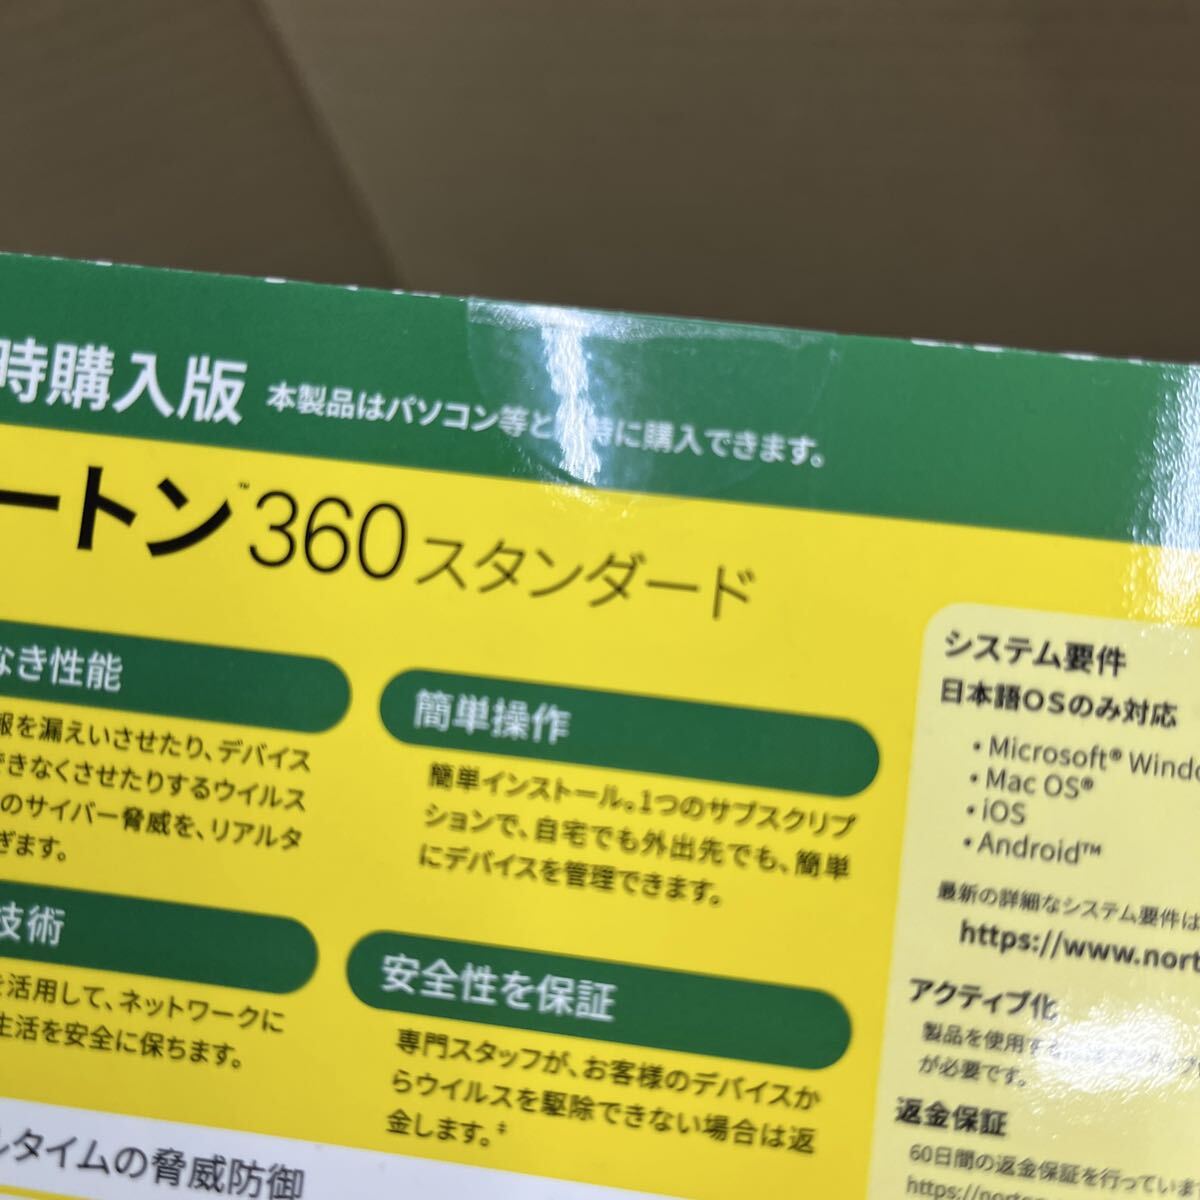 時購入版 本製品はパソコン等と同時に購入できます。
ートン™360スタンダード
なき性能
報を漏えいさせたり、デバイス
できなくさせたりするウイルス
のサイバー脅威を、リアルタ
ぎます。
簡単操作
簡単インストール。1つのサブスクリプ
ションで、自宅でも外出先でも、簡単
にデバイスを管理できます。
技術
を活用して、ネットワークに
生活を安全に保ちます。
安全性を保証
専門スタッフが、お客様のデバイスか
らウイルスを駆除できない場合は返
金します。‡
ルタイムの脅威防御
システム要件
日本語OSのみ対応
・Microsoft® Windo
・Mac OS®
・iOS
・Android™
最新の詳細なシステム要件は
https://www.nort
アクティブ化
製品を使用す
が必要です。
返金保証
60日間の返金保証を行っていま
https://norto